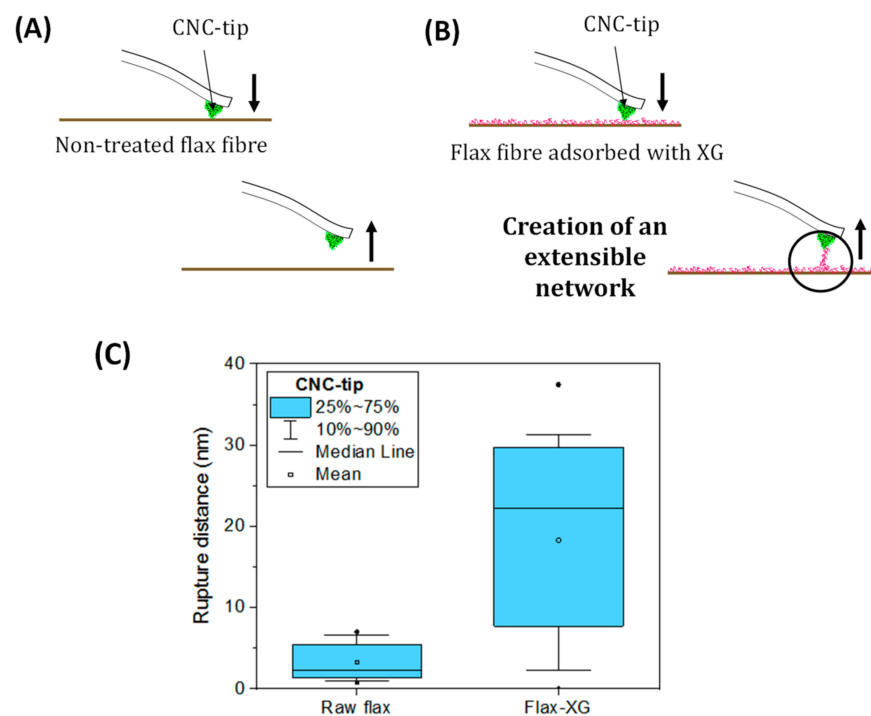 (A)
CNC-tip
Non-treated flax fibre
(B)
CNC-tip
Flax fibre adsorbed with XG
Creation of an
extensible
network
(C)
Rupture distance (nm)
40
30
20
10
0
CNC-tip
25%~75%
10%~90%
Median Line
Mean
Raw flax
Flax-XG